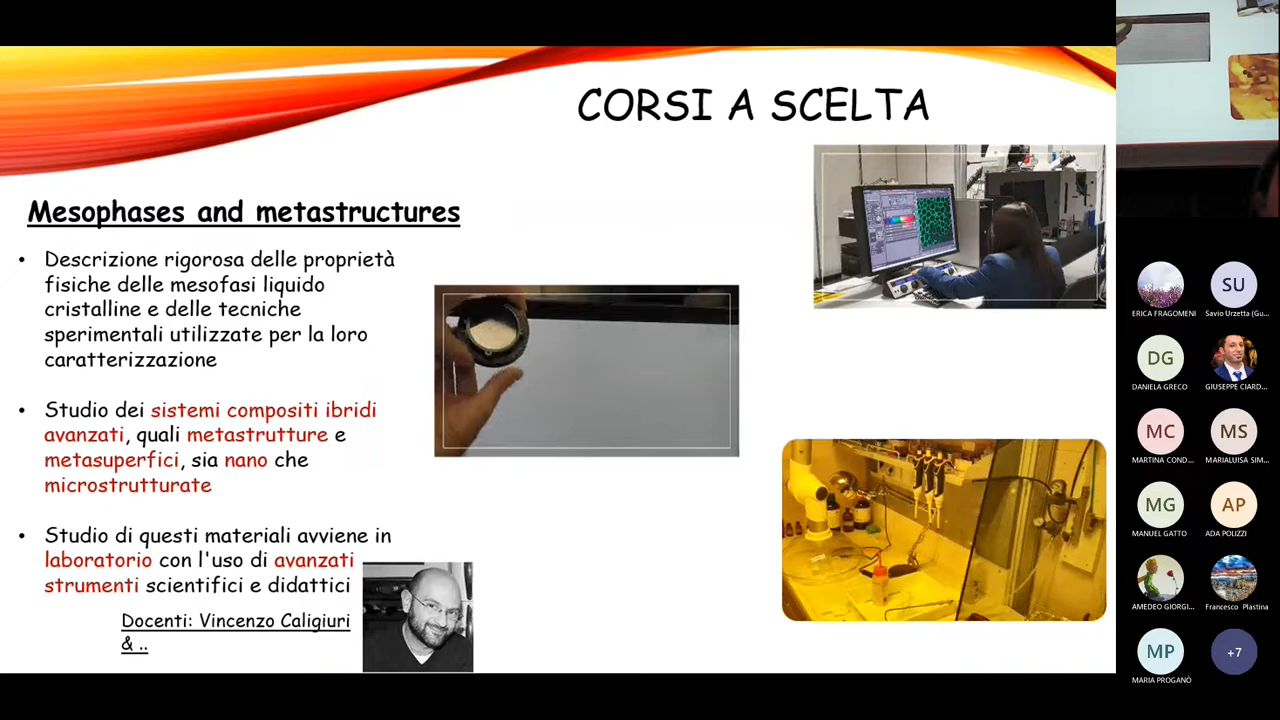 CORSI A SCELTA
Mesophases and metastructures
• Descrizione rigorosa delle proprietà
fisiche delle mesofasi liquido
cristalline e delle tecniche
sperimentali utilizzate per la loro
caratterizzazione
• Studio dei sistemi compositi ibridi
avanzati, quali metastrutture e
metasuperfici, sia nano che
microstrutturate
• Studio di questi materiali avviene in
laboratorio con l'uso di avanzati
strumenti scientifici e didattici
Docenti: Vincenzo Caligiuri
& ..
ERICA FRAGOMENI
SU
Savio Urzetta (Gu...
DG
DANIELA GRECO
GIUSEPPE CIARD...
MC
MARTINA COND...
MS
MARIALUISA SIM...
MG
MANUEL GATTO
AP
ADA POLIZZI
AMEDEO GIORGI...
Francesco Plastina
MP
MARIA PROGANÒ
+7